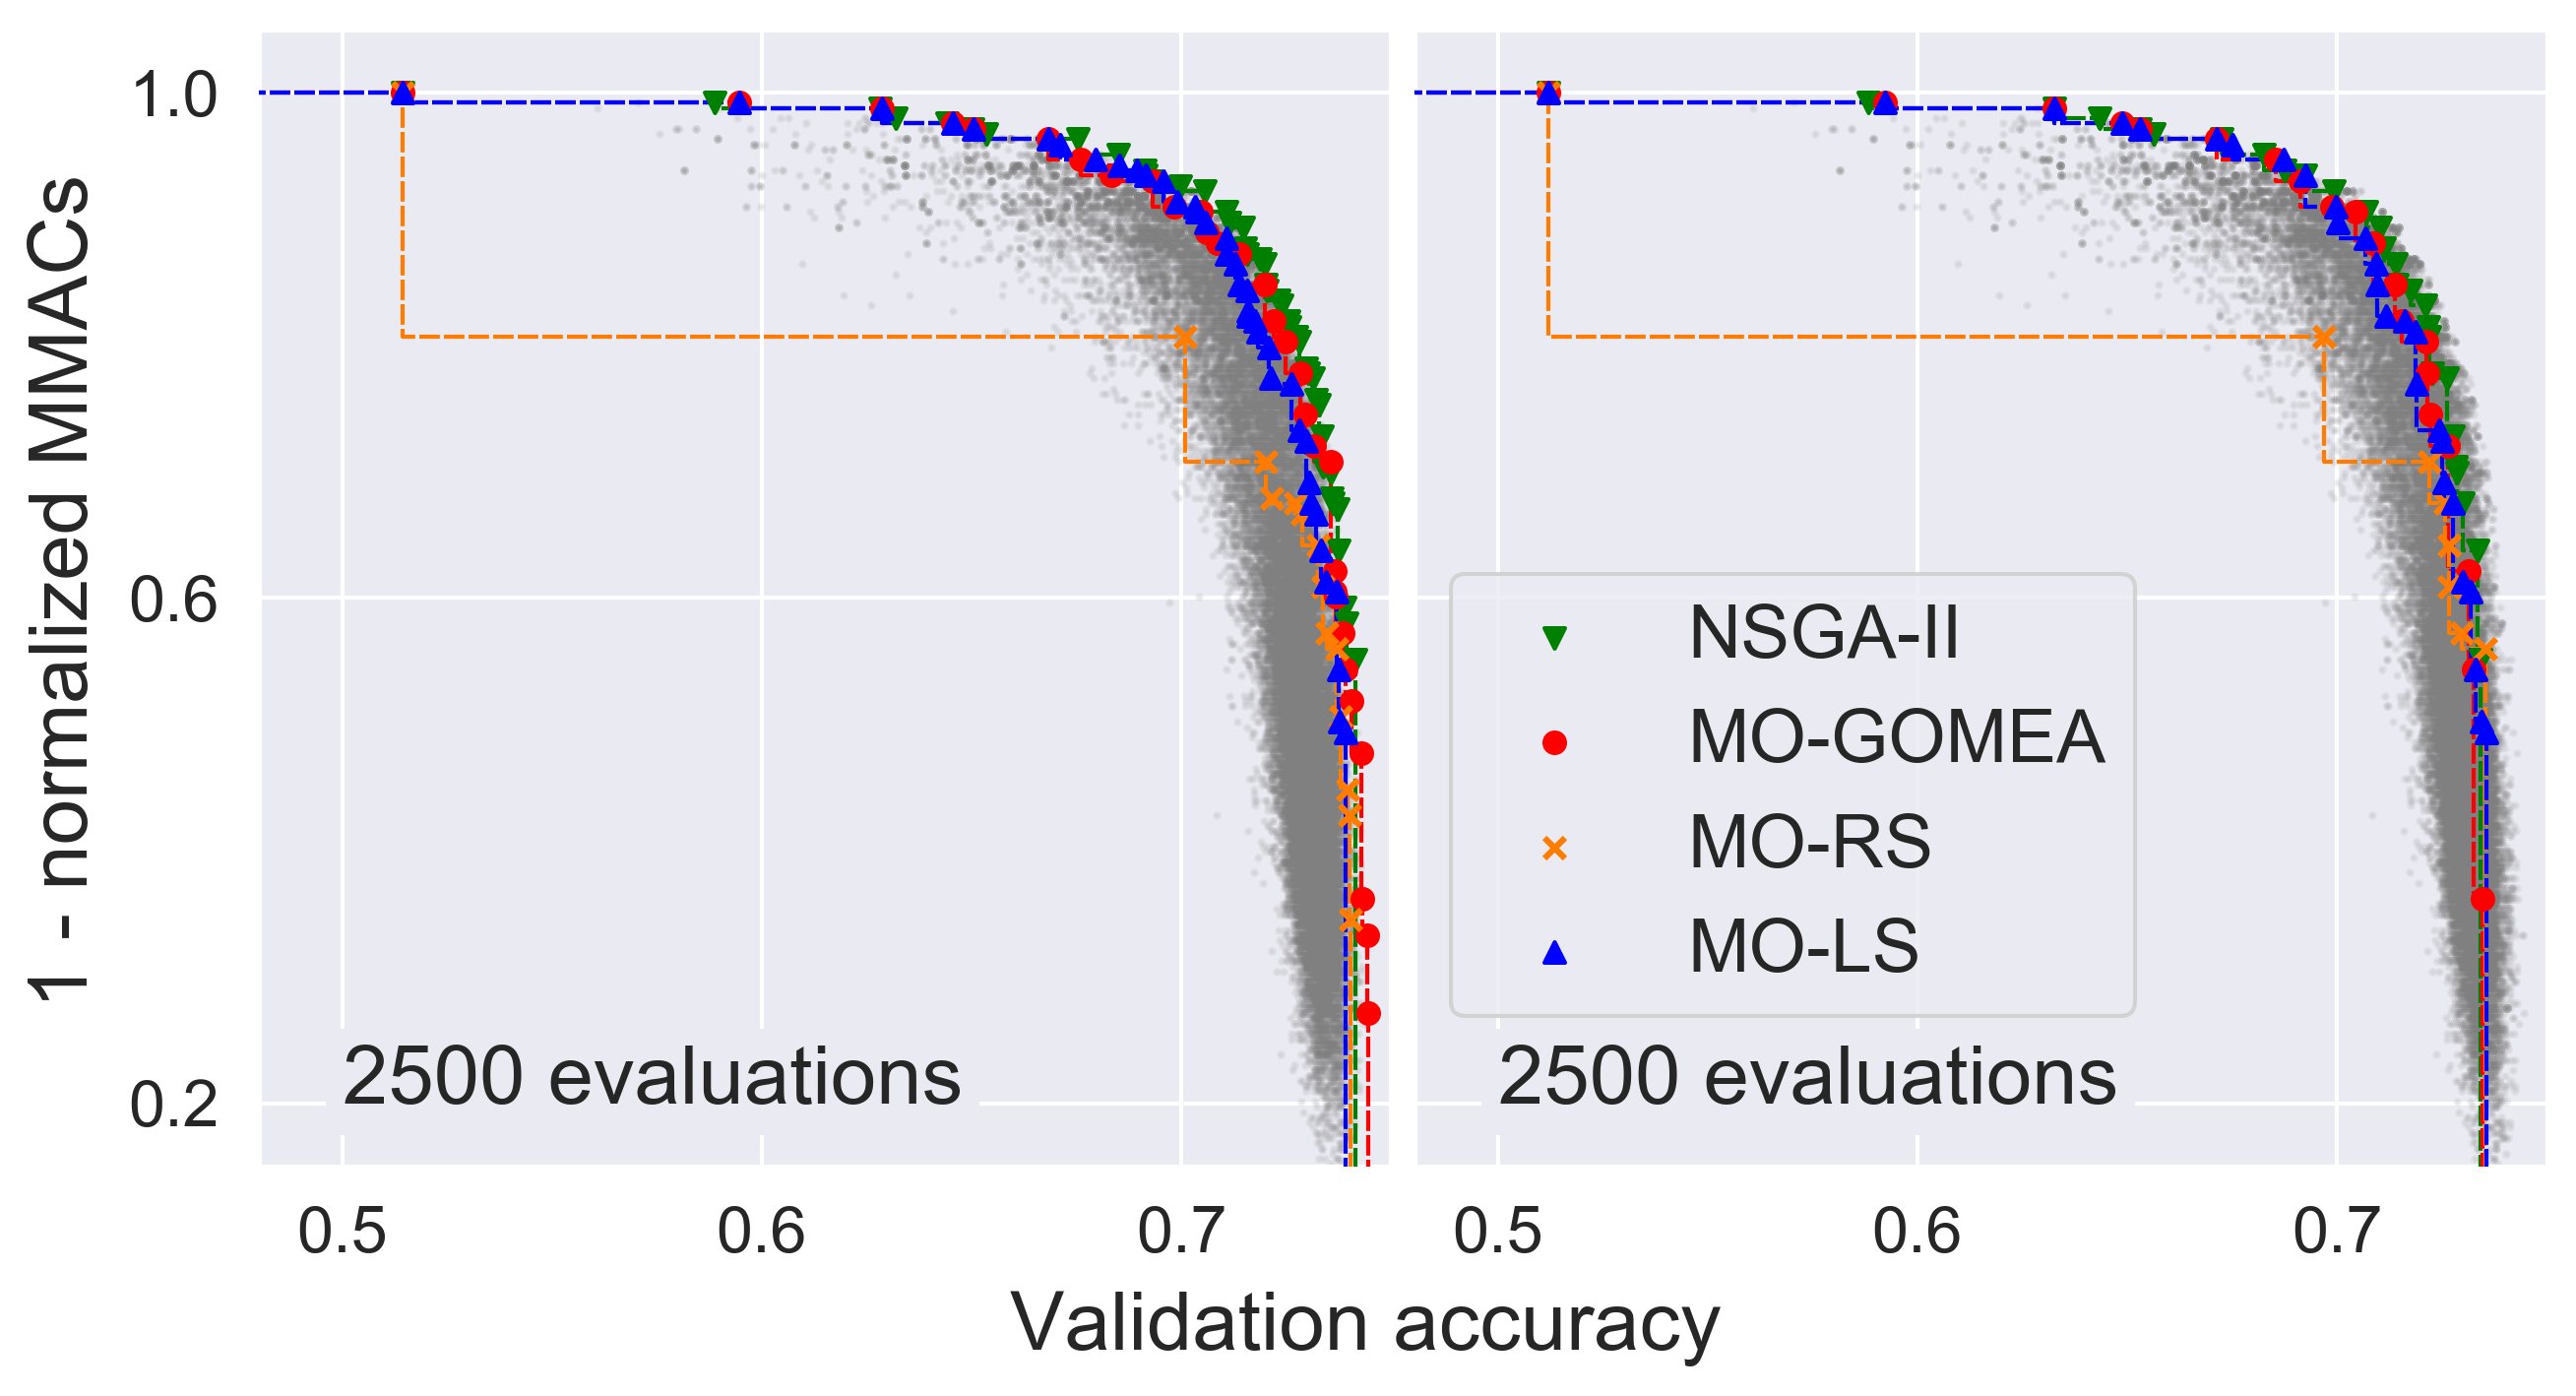 1 - normalized MMACs
1.0
0.6
0.2
2500 evaluations
0.5 0.6 0.7
NSGA-II
MO-GOMEA
MO-RS
MO-LS
2500 evaluations
0.5 0.6 0.7
Validation accuracy